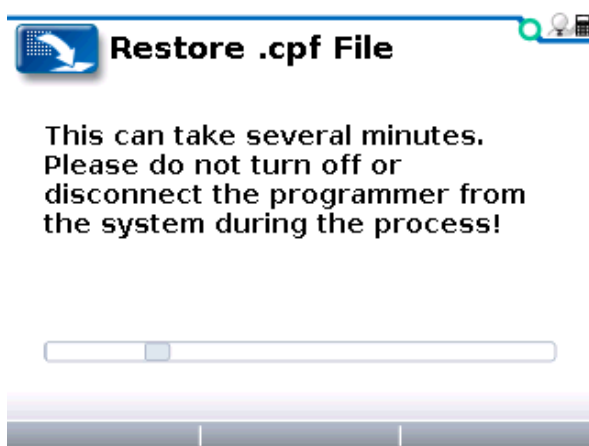 Restore .cpf File
This can take several minutes.
Please do not turn off or
disconnect the programmer from
the system during the process!